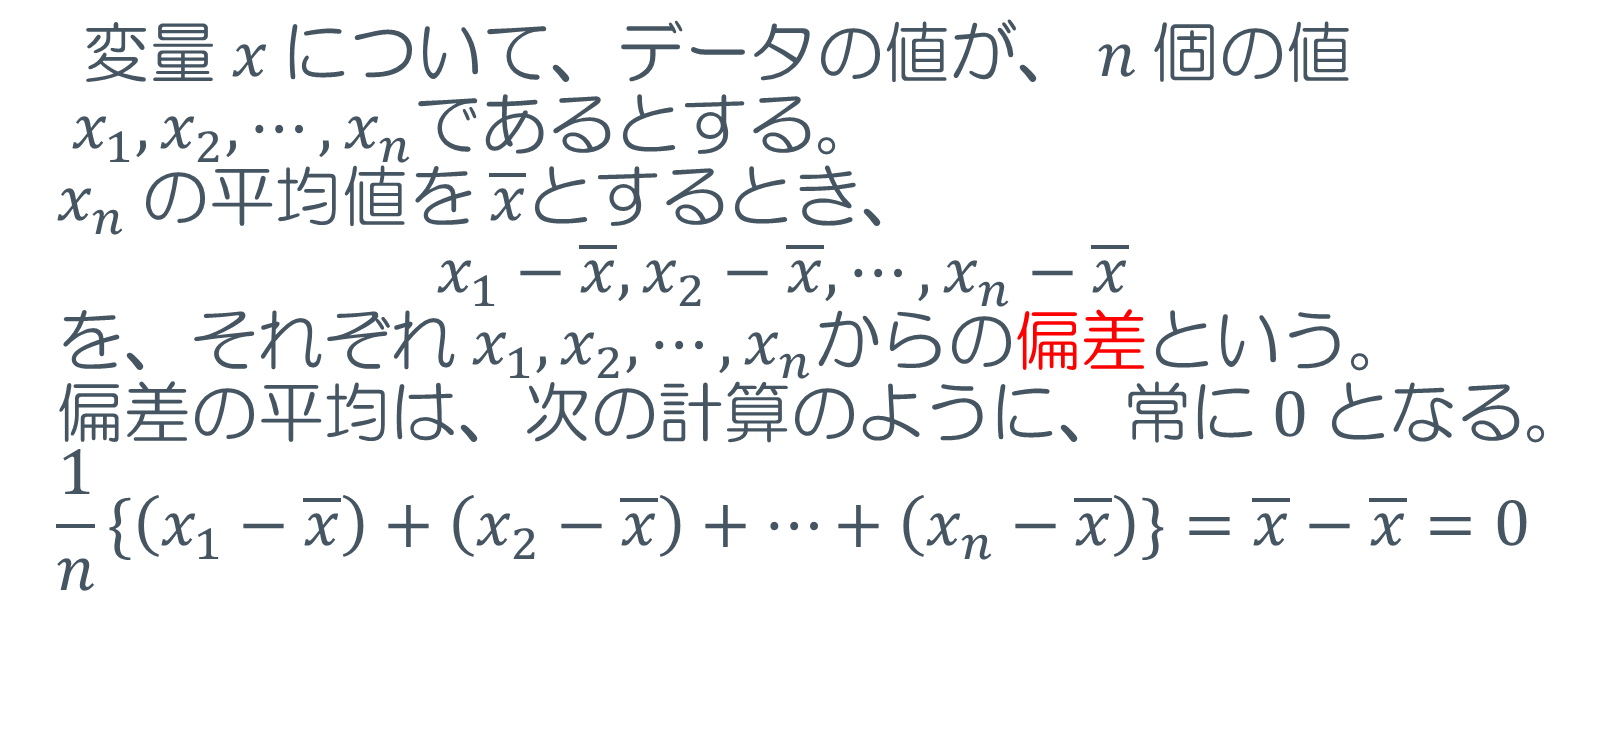 変量 x について、データの値が、 n 個の値
x₁, x₂, ⋯ , xₙであるとする。
xₙ の平均値を x̅とするとき、
x₁ − x̅, x₂ − x̅, ⋯ , xₙ − x̅
を、それぞれ x₁, x₂, ⋯ , xₙからの偏差という。
偏差の平均は、次の計算のように、常に 0 となる。
1/n {(x₁ − x̅) + (x₂ − x̅) + ⋯ + (xₙ − x̅)} = x̅ − x̅ = 0